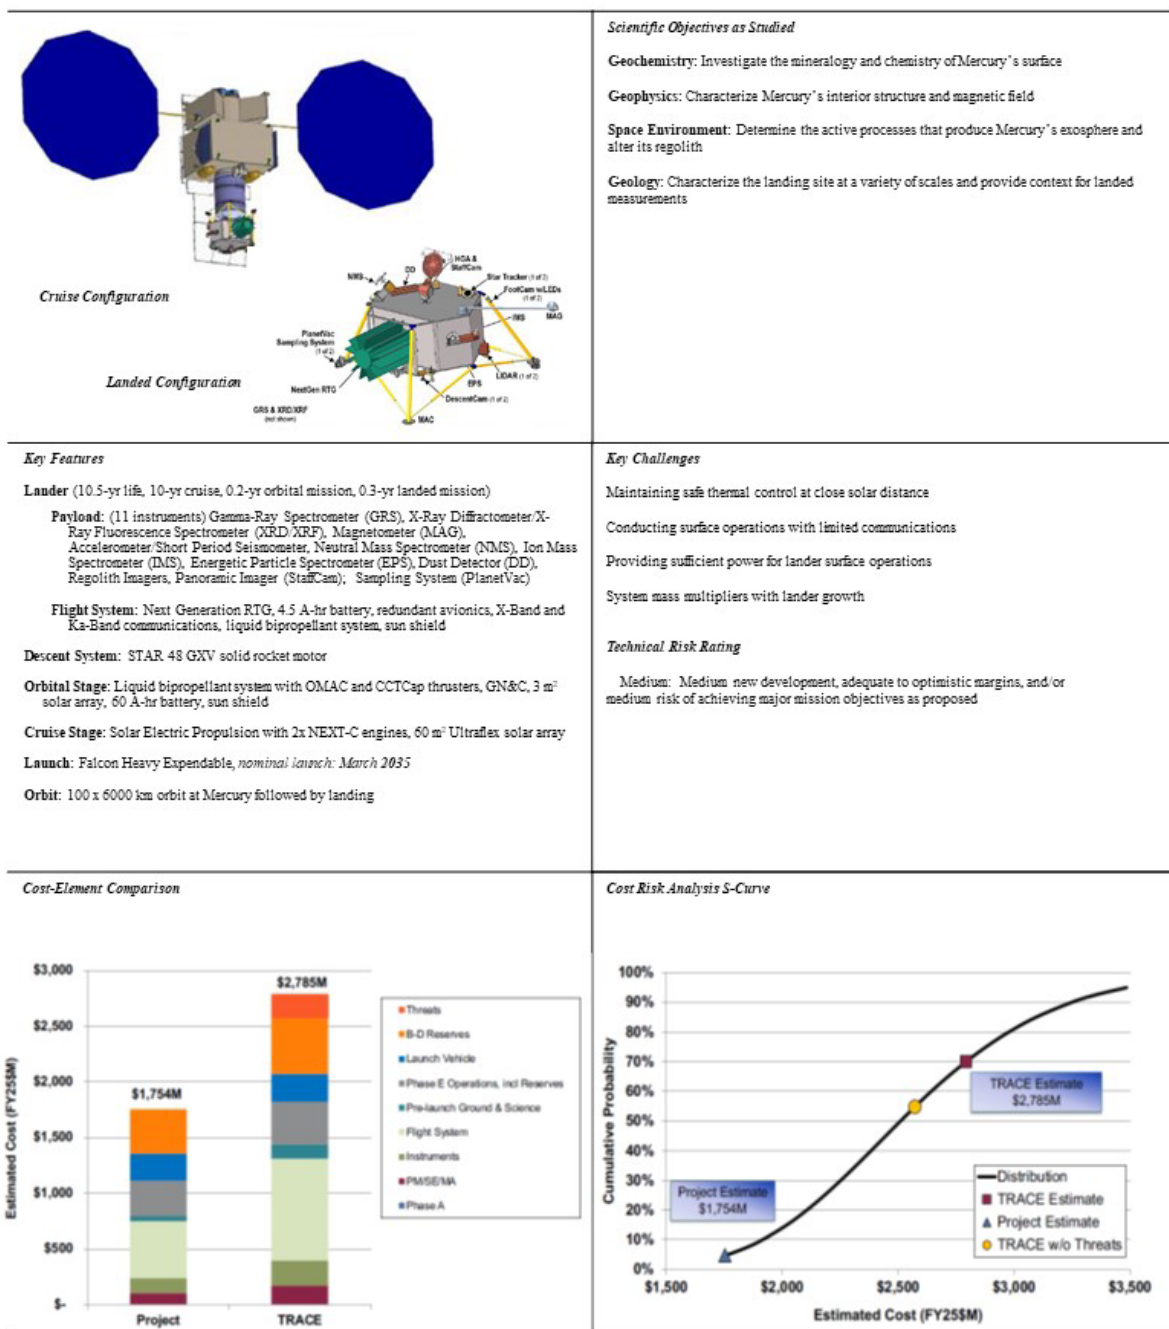 Cruise Configuration
Landed Configuration
NMS
DD
HGA &
StaffCam
Star Tracker (1 of 2)
FootCam w/LEDs
(1 of 2)
IMS
MAG
PlanetVac
Sampling System
(1 of 2)
NextGen RTG
LIDAR (1 of 2)
EPS
DescentCam (1 of 2)
GRS & XRD/XRF
(not shown)
MAC
Scientific Objectives as Studied
Geochemistry: Investigate the mineralogy and chemistry of Mercury's surface
Geophysics: Characterize Mercury's interior structure and magnetic field
Space Environment: Determine the active processes that produce Mercury's exosphere and
alter its regolith
Geology: Characterize the landing site at a variety of scales and provide context for landed
measurements
Key Features
Lander (10.5-yr life, 10-yr cruise, 0.2-yr orbital mission, 0.3-yr landed mission)
Payload: (11 instruments) Gamma-Ray Spectrometer (GRS), X-Ray Diffractometer/X-
Ray Fluorescence Spectrometer (XRD/XRF), Magnetometer (MAG),
Accelerometer/Short Period Seismometer, Neutral Mass Spectrometer (NMS), Ion Mass
Spectrometer (IMS), Energetic Particle Spectrometer (EPS), Dust Detector (DD),
Regolith Imagers, Panoramic Imager (StaffCam); Sampling System (PlanetVac)
Flight System: Next Generation RTG, 4.5 A-hr battery, redundant avionics, X-Band and
Ka-Band communications, liquid bipropellant system, sun shield
Descent System: STAR 48 GXV solid rocket motor
Orbital Stage: Liquid bipropellant system with OMAC and CCTCap thrusters, GN&C, 3 m²
solar array, 60 A-hr battery, sun shield
Cruise Stage: Solar Electric Propulsion with 2x NEXT-C engines, 60 m² Ultraflex solar array
Launch: Falcon Heavy Expendable, nominal launch: March 2035
Orbit: 100 x 6000 km orbit at Mercury followed by landing
Key Challenges
Maintaining safe thermal control at close solar distance
Conducting surface operations with limited communications
Providing sufficient power for lander surface operations
System mass multipliers with lander growth
Technical Risk Rating
Medium: Medium new development, adequate to optimistic margins, and/or
medium risk of achieving major mission objectives as proposed
Cost-Element Comparison
Estimated Cost (FY25$M)
$3,000
$2,500
$2,000
$1,500
$1,000
$500
$-
$1,754M
$2,785M
Project
TRACE
Threats
B-D Reserves
Launch Vehicle
Phase E Operations, incl Reserves
Pre-launch Ground & Science
Flight System
Instruments
PM/SE/MA
Phase A
Cost Risk Analysis S-Curve
Cumulative Probability
100%
90%
80%
70%
60%
50%
40%
30%
20%
10%
0%
TRACE Estimate
$2,785M
Project Estimate
$1,754M
Distribution
TRACE Estimate
Project Estimate
TRACE w/o Threats
$1,500
$2,000
$2,500
$3,000
$3,500
Estimated Cost (FY25$M)